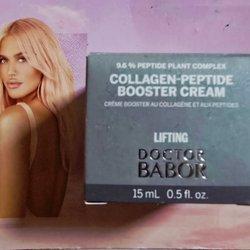 9.6 % PEPTIDE PLANT COMPLEX
COLLAGEN-PEPTIDE
BOOSTER CREAM
CRÈME BOOSTER AU COLLAGÈNE ET AUX PEPTIDES
LIFTING
DOCTOR
BABOR
15 mL 0.5 fl. oz.